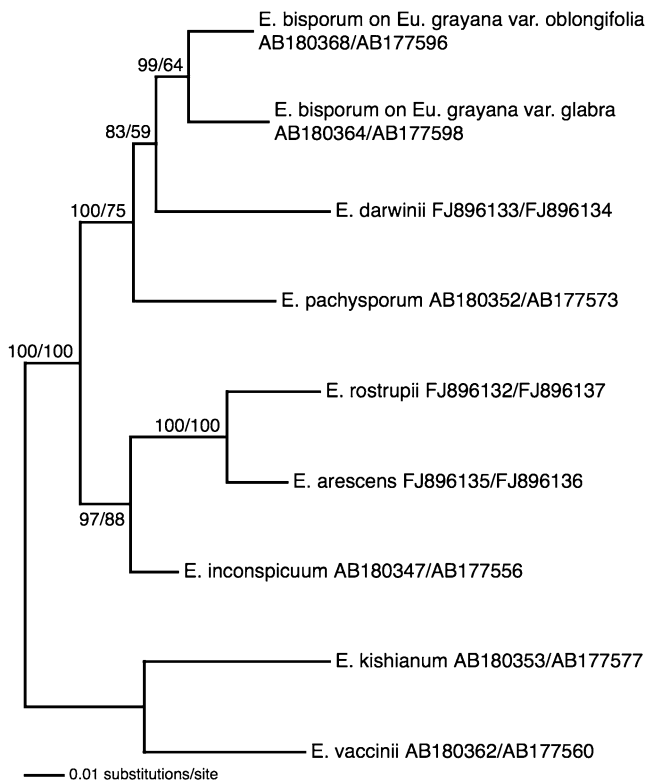 E. bisporum on Eu. grayana var. oblongifolia
AB180368/AB177596
99/64
E. bisporum on Eu. grayana var. glabra
AB180364/AB177598
83/59
100/75
E. darwinii FJ896133/FJ896134
E. pachysporum AB180352/AB177573
100/100
E. rostrupii FJ896132/FJ896137
100/100
E. arescens FJ896135/FJ896136
97/88
E. inconspicuum AB180347/AB177556
E. kishianum AB180353/AB177577
E. vaccinii AB180362/AB177560
0.01 substitutions/site